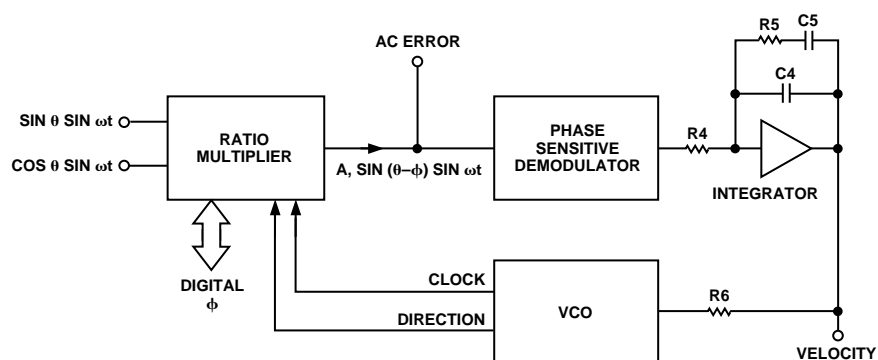 R5
C5
AC ERROR
C4
SIN θ SIN ωt
COS θ SIN ωt
RATIO
MULTIPLIER
A, SIN (θ–ϕ) SIN ωt
PHASE
SENSITIVE
DEMODULATOR
R4
INTEGRATOR
DIGITAL
ϕ
CLOCK
DIRECTION
VCO
R6
VELOCITY